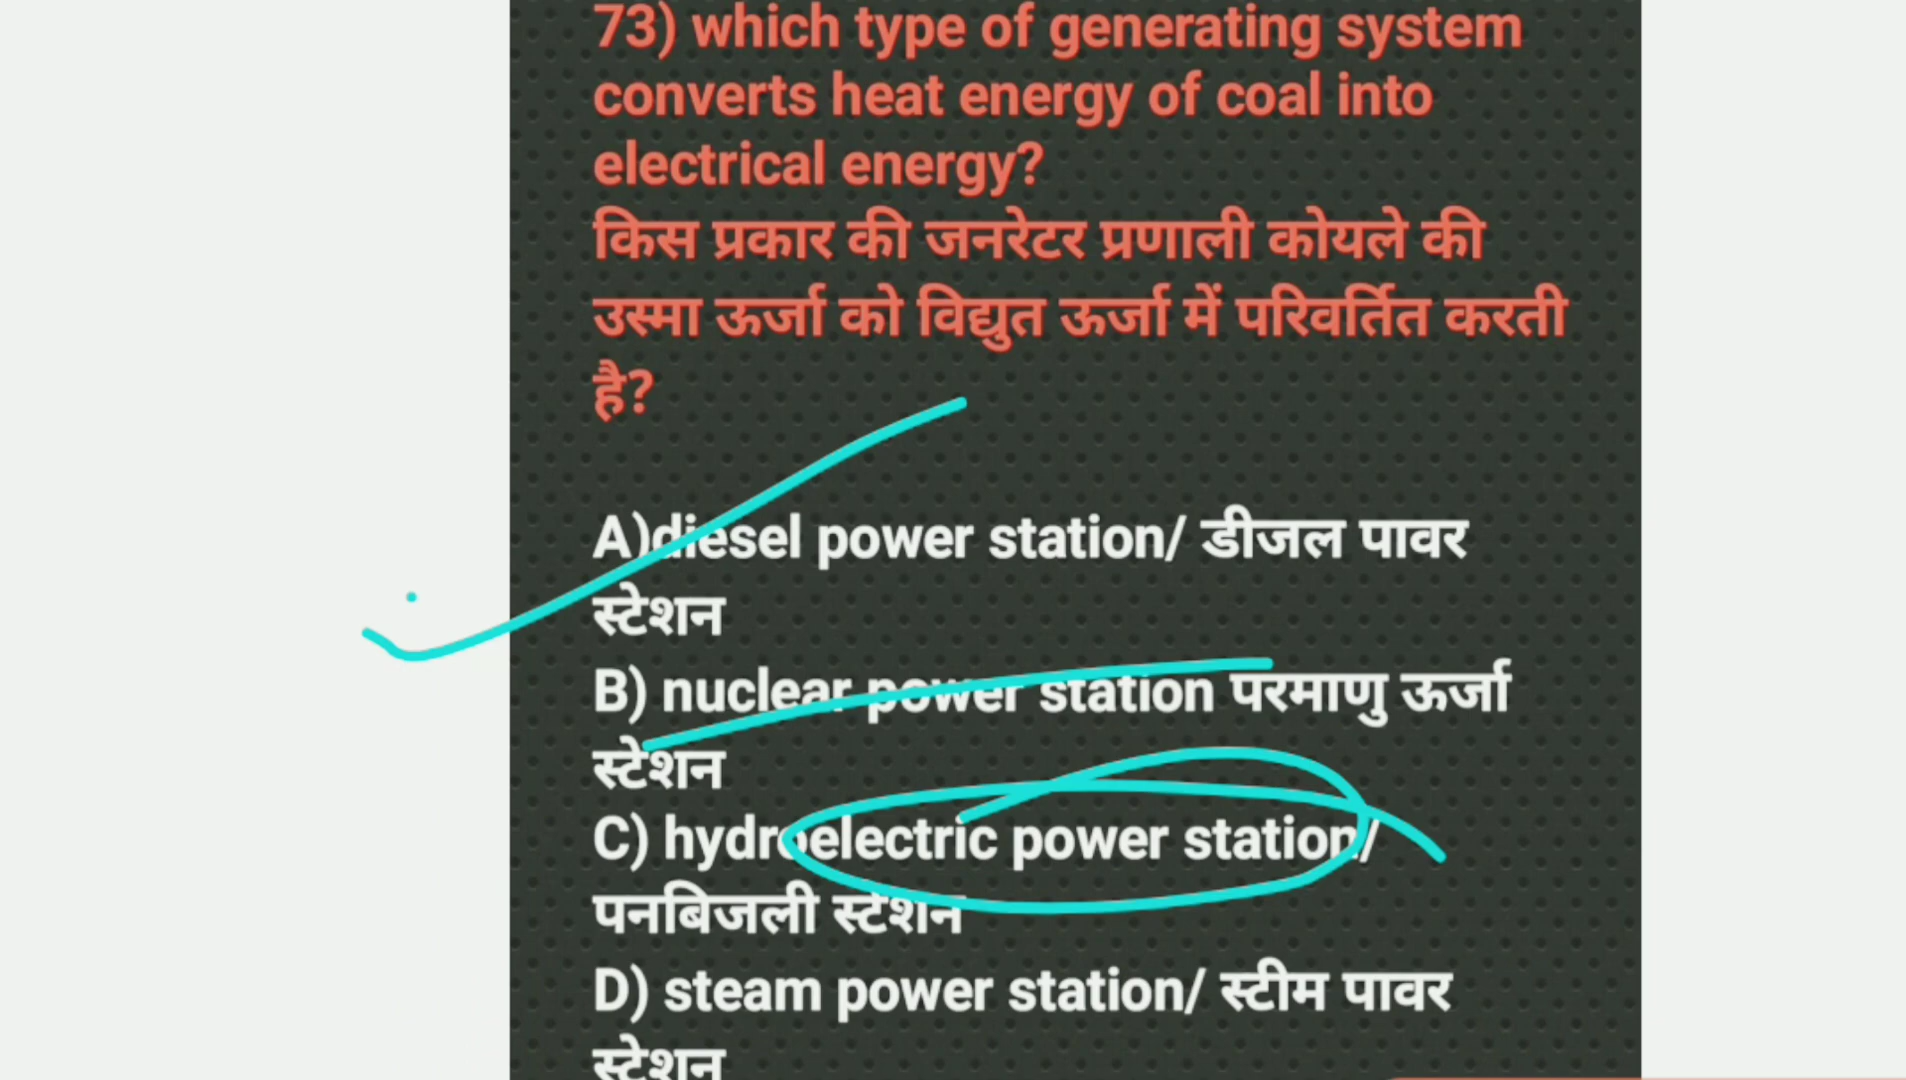 73) which type of generating system
converts heat energy of coal into
electrical energy?
किस प्रकार की जनरेटर प्रणाली कोयले की
उस्मा ऊर्जा को विद्युत ऊर्जा में परिवर्तित करती
है?
A)diesel power station/ डीजल पावर
स्टेशन
B) nuclear power station परमाणु ऊर्जा
स्टेशन
C) hydroelectric power station/
पनबिजली स्टेशन
D) steam power station/ स्टीम पावर
स्टेशन